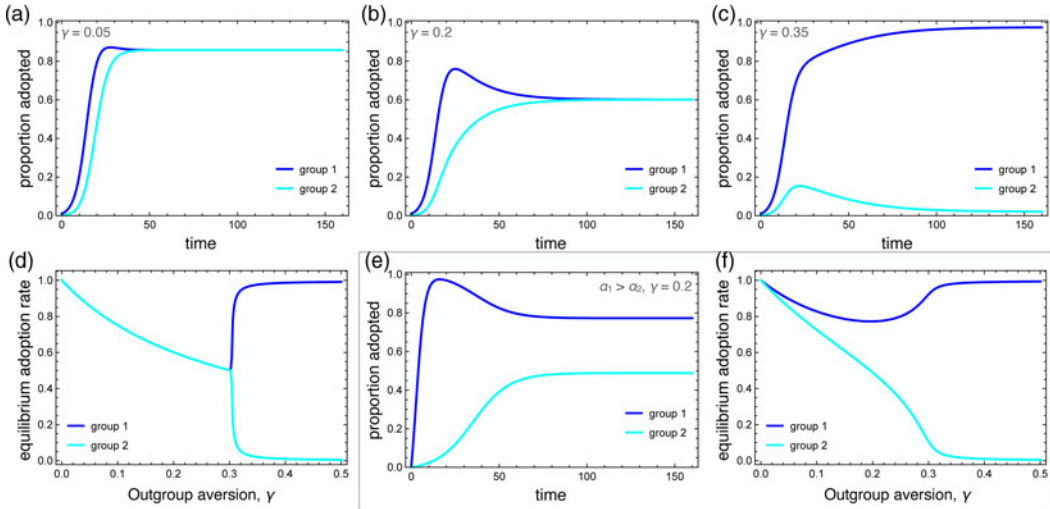 (a)
γ = 0.05
proportion adopted
1.0
0.8
0.6
0.4
0.2
0.0
0 50 100 150
time
group 1
group 2
(b)
γ = 0.2
proportion adopted
1.0
0.8
0.6
0.4
0.2
0.0
0 50 100 150
time
group 1
group 2
(c)
γ = 0.35
proportion adopted
1.0
0.8
0.6
0.4
0.2
0.0
0 50 100 150
time
group 1
group 2
(d)
equilibrium adoption rate
1.0
0.8
0.6
0.4
0.2
0.0
0.0 0.1 0.2 0.3 0.4 0.5
Outgroup aversion, γ
group 1
group 2
(e)
α₁ > α₂, γ = 0.2
proportion adopted
1.0
0.8
0.6
0.4
0.2
0.0
0 50 100 150
time
group 1
group 2
(f)
equilibrium adoption rate
1.0
0.8
0.6
0.4
0.2
0.0
0.0 0.1 0.2 0.3 0.4 0.5
Outgroup aversion, γ
group 1
group 2